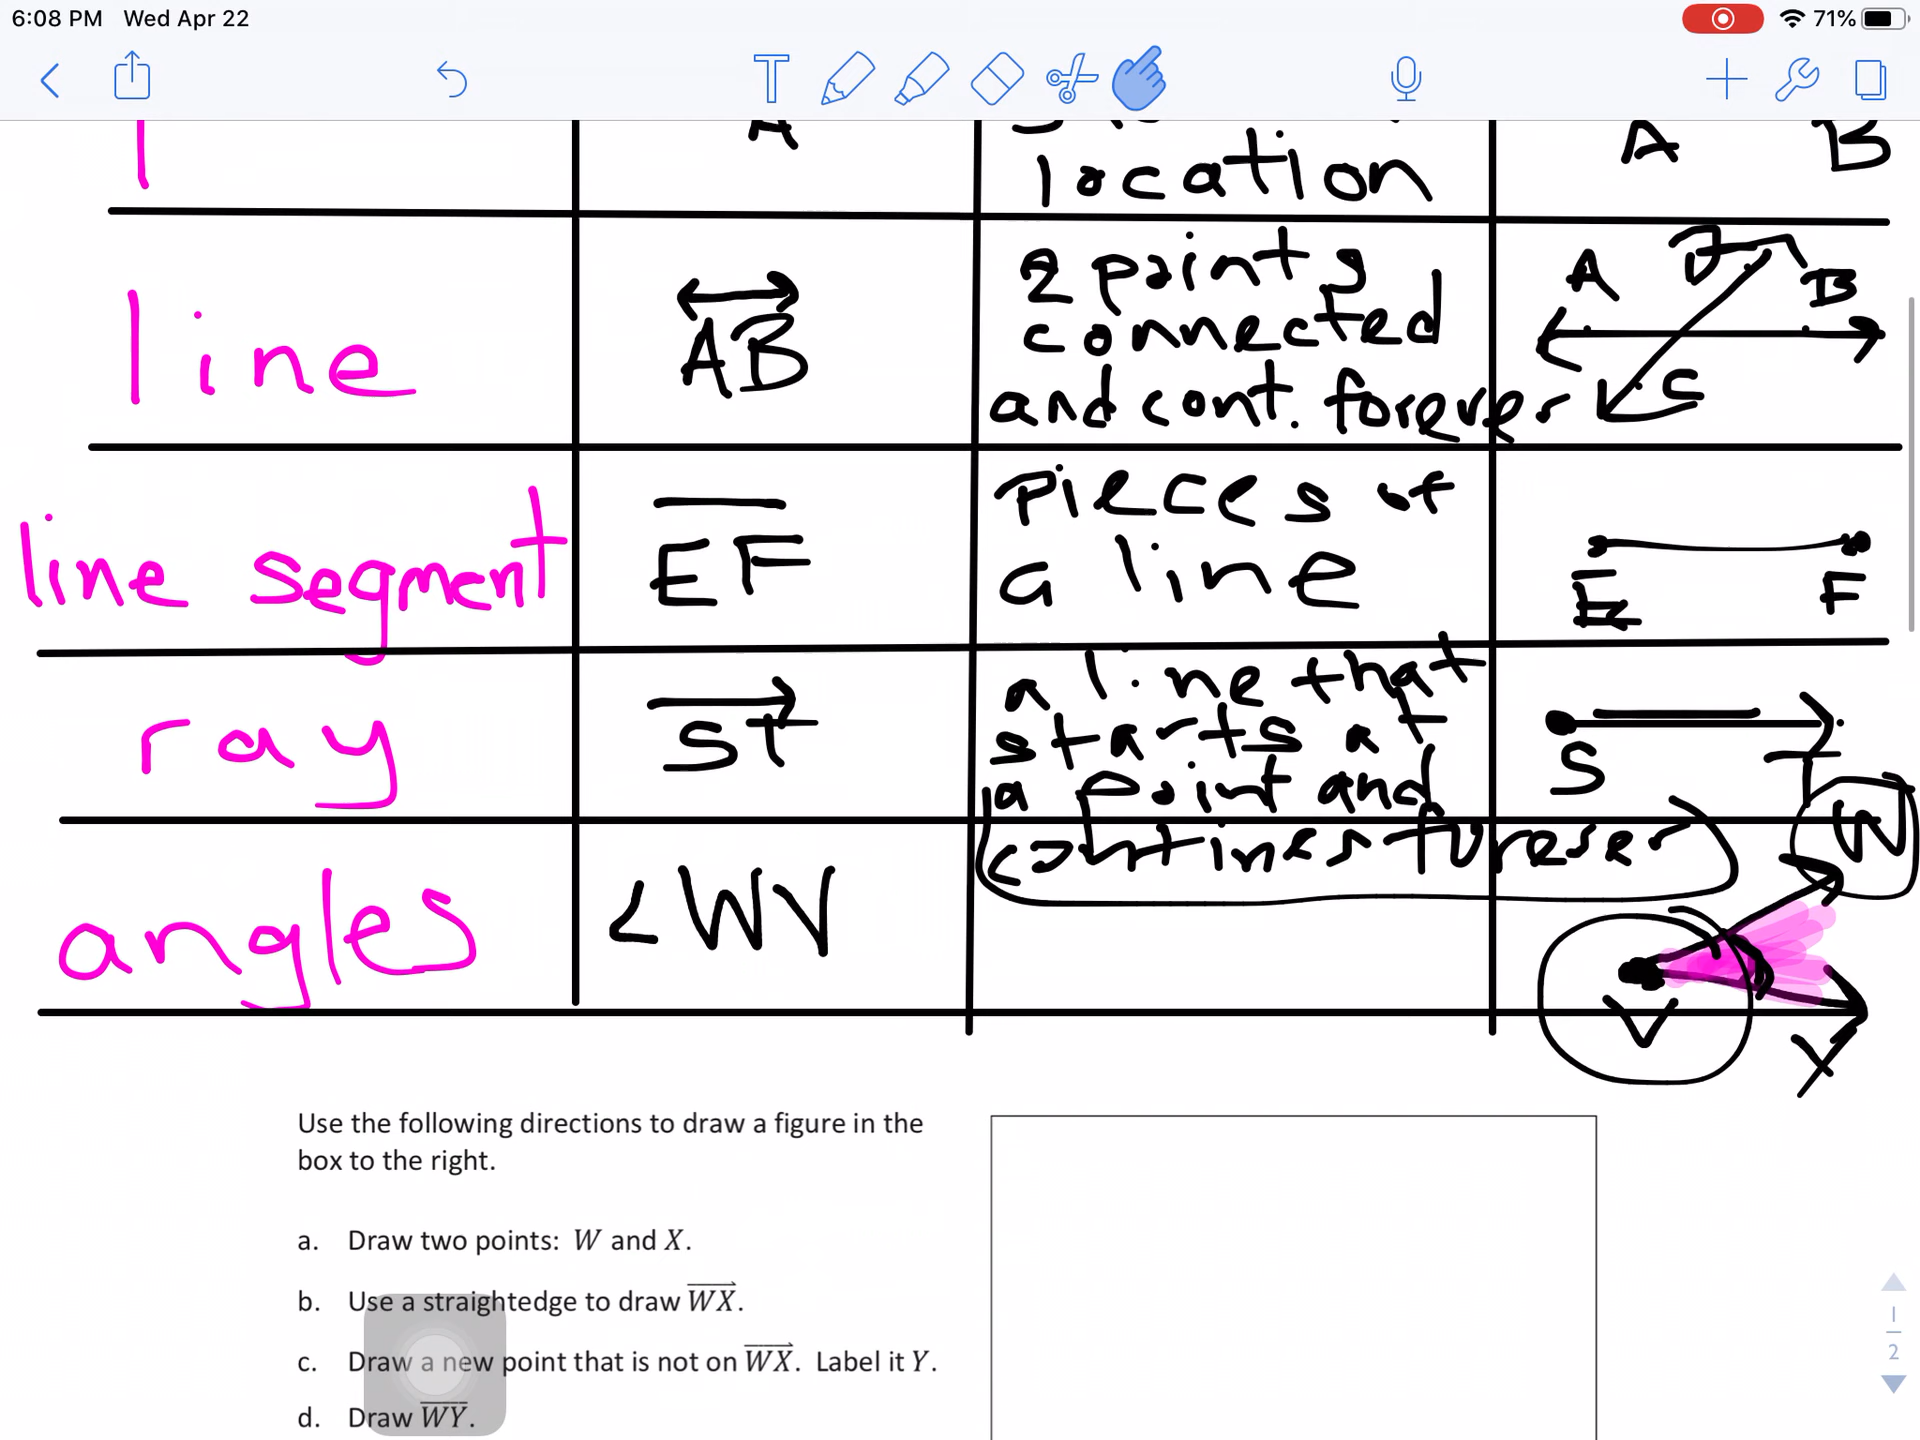 6:08 PM Wed Apr 22
71%
T
A
location
A B
line
AB
2 points
connected
and cont. forever
A
B
C
line segment
EF
pieces of
a line
E F
ray
ST
a line that
starts at
a point and
contines forever
S T
angles
<WV
W
V
Use the following directions to draw a figure in the
box to the right.
a. Draw two points: W and X.
b. Use a straightedge to draw WX.
c. Draw a new point that is not on WX. Label it Y.
d. Draw WY.
1
2